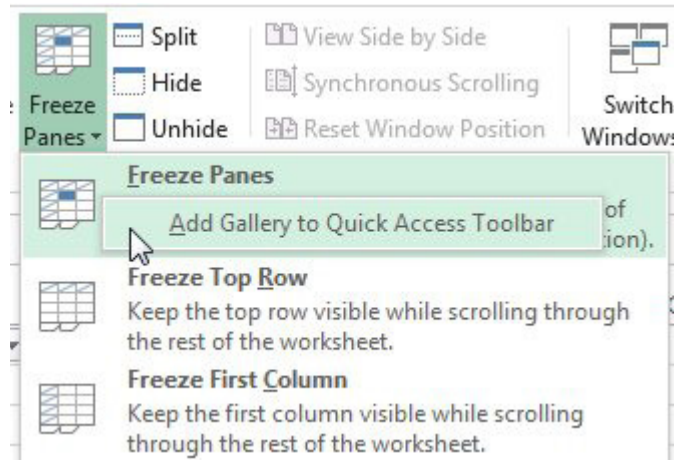 Split
View Side by Side
Hide
Synchronous Scrolling
Freeze
Panes
Unhide
Reset Window Position
Switch
Windows
Freeze Panes
Add Gallery to Quick Access Toolbar
of
tion).
Freeze Top Row
Keep the top row visible while scrolling through
the rest of the worksheet.
Freeze First Column
Keep the first column visible while scrolling
through the rest of the worksheet.